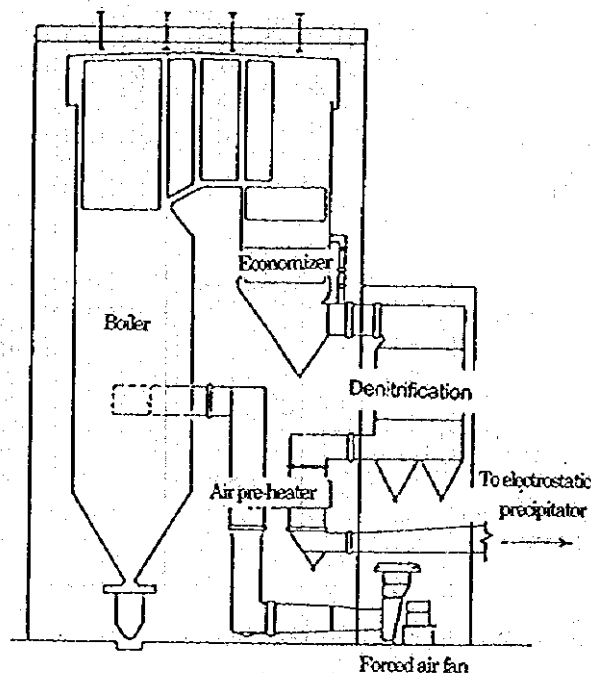 Economizer
Boiler
Denitrification
Air pre-heater
To electrostatic
precipitator
Forced air fan